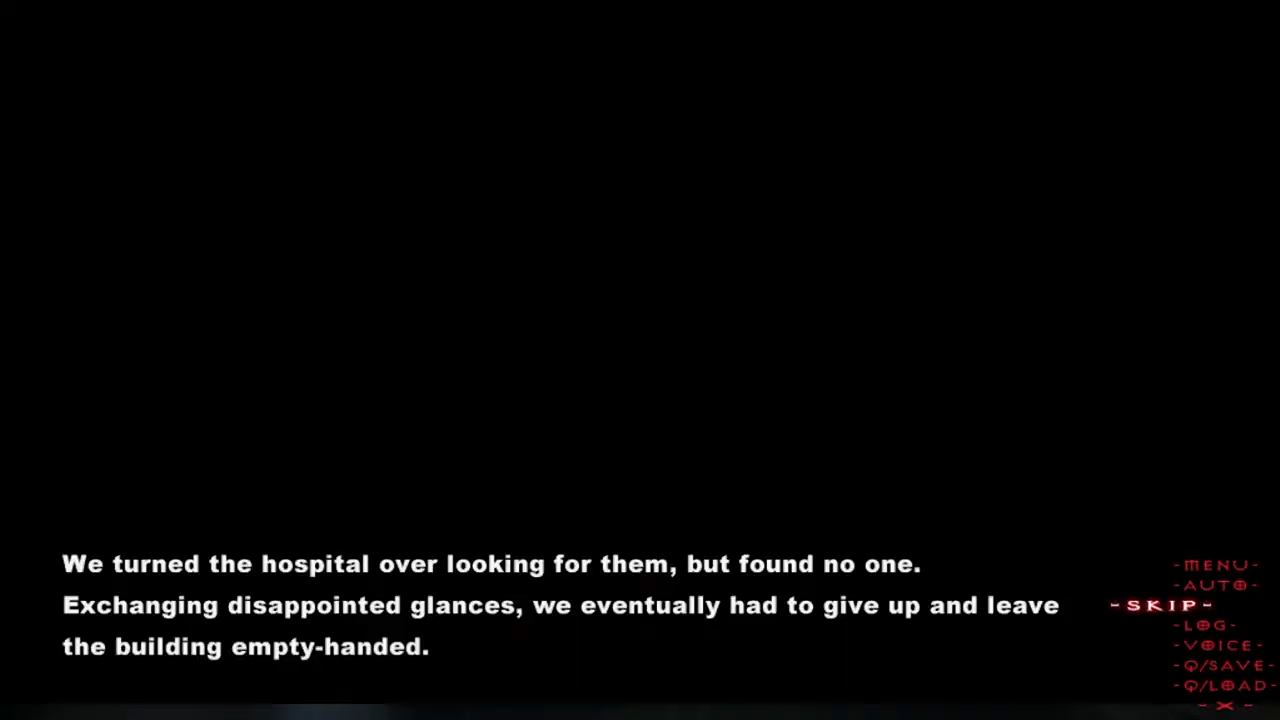 We turned the hospital over looking for them, but found no one.
Exchanging disappointed glances, we eventually had to give up and leave
the building empty-handed.
-MENU-
-AUTO-
-SKIP-
-LOG-
-VOICE-
-Q/SAVE-
-Q/LOAD-
-X-